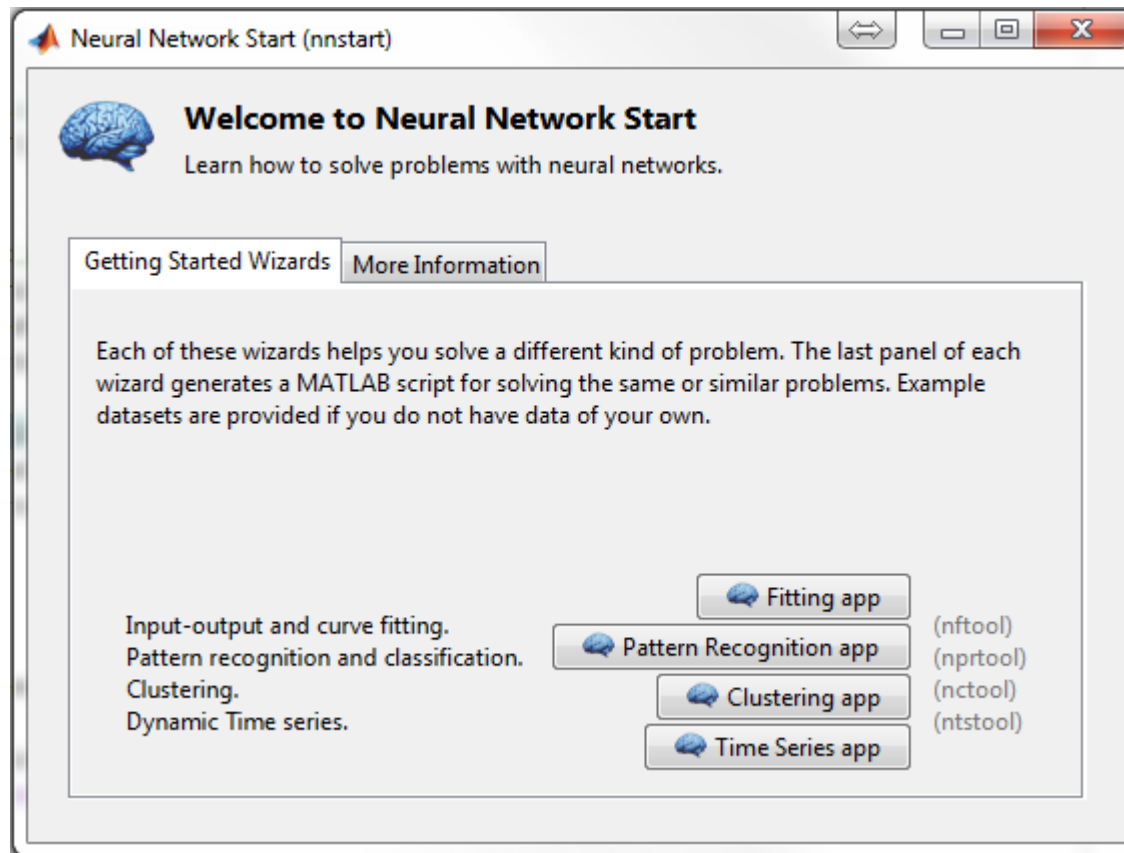 Neural Network Start (nnstart)
Welcome to Neural Network Start
Learn how to solve problems with neural networks.
Getting Started Wizards
More Information
Each of these wizards helps you solve a different kind of problem. The last panel of each
wizard generates a MATLAB script for solving the same or similar problems. Example
datasets are provided if you do not have data of your own.
Input-output and curve fitting. Fitting app (nftool)
Pattern recognition and classification. Pattern Recognition app (nprtool)
Clustering. Clustering app (nctool)
Dynamic Time series. Time Series app (ntstool)